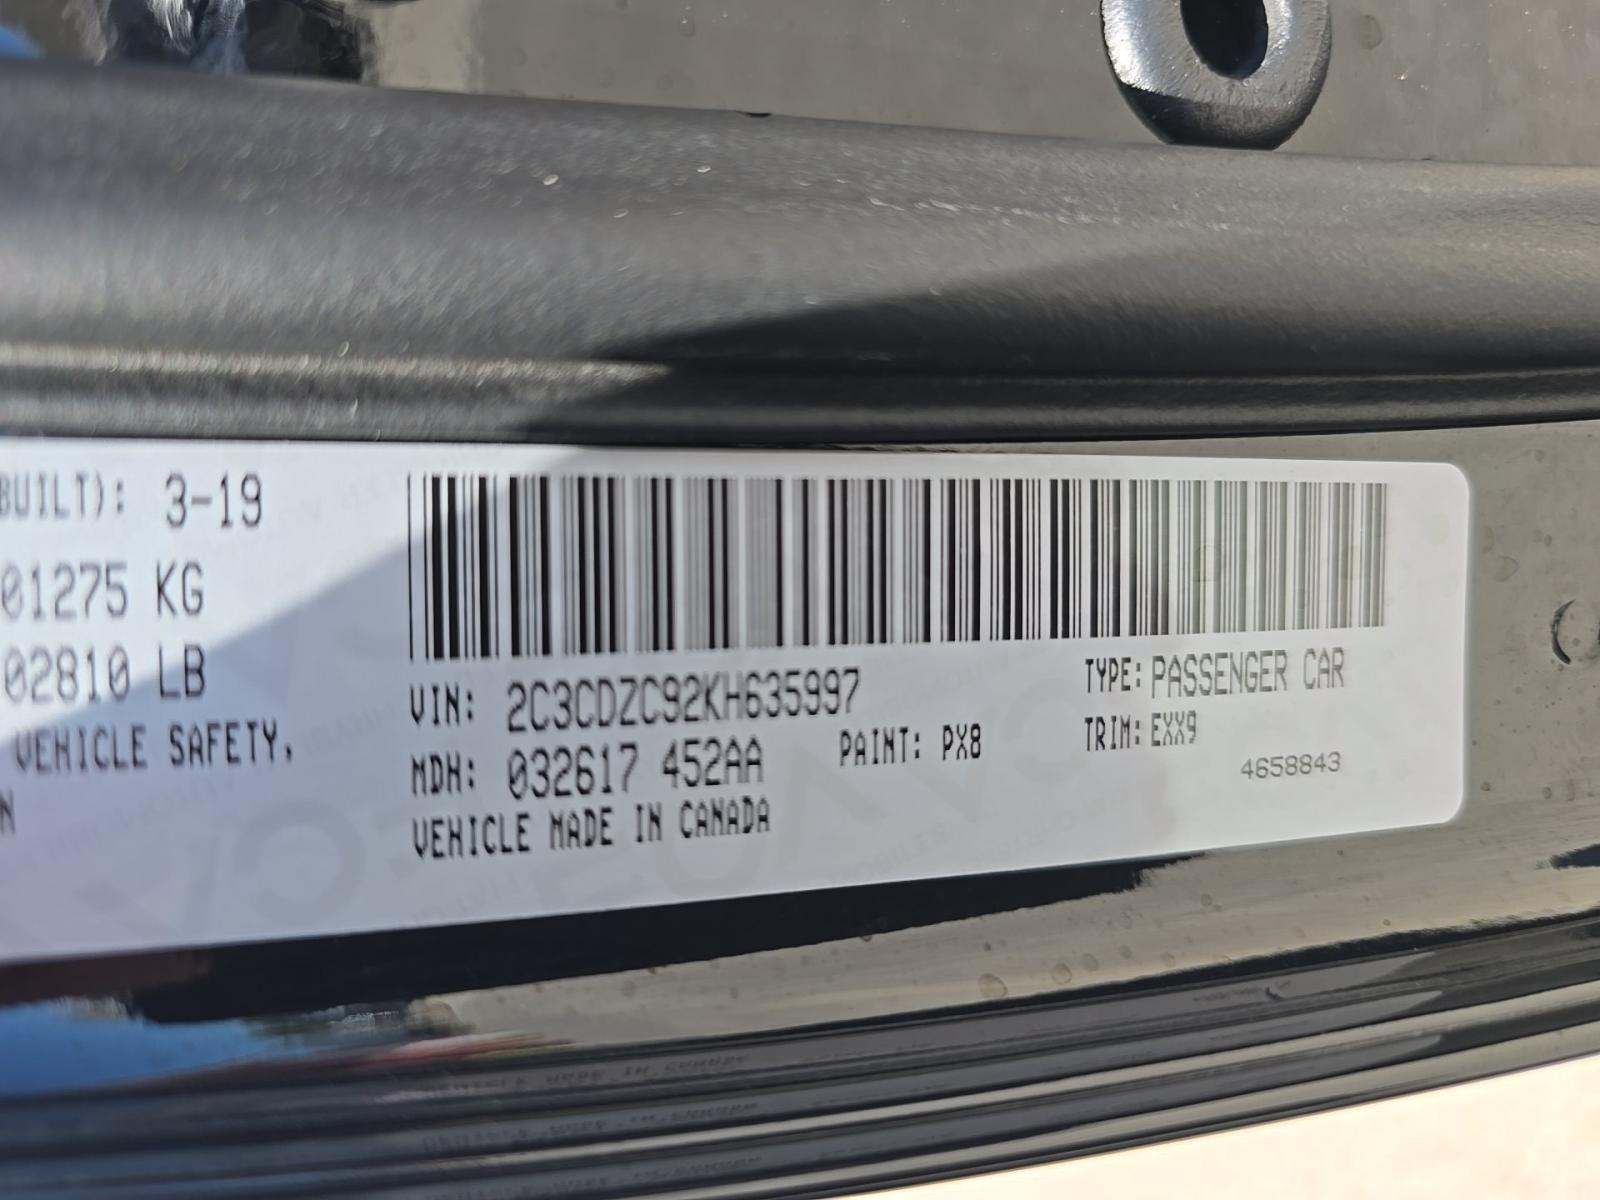 BUILT): 3-19
01275 KG
02810 LB
VEHICLE SAFETY,
N
VIN: 2C3CDZC92KH635997
TYPE: PASSENGER CAR
MDH: 032617 452AA
PAINT: PX8
TRIM: EXX9
4658843
VEHICLE MADE IN CANADA